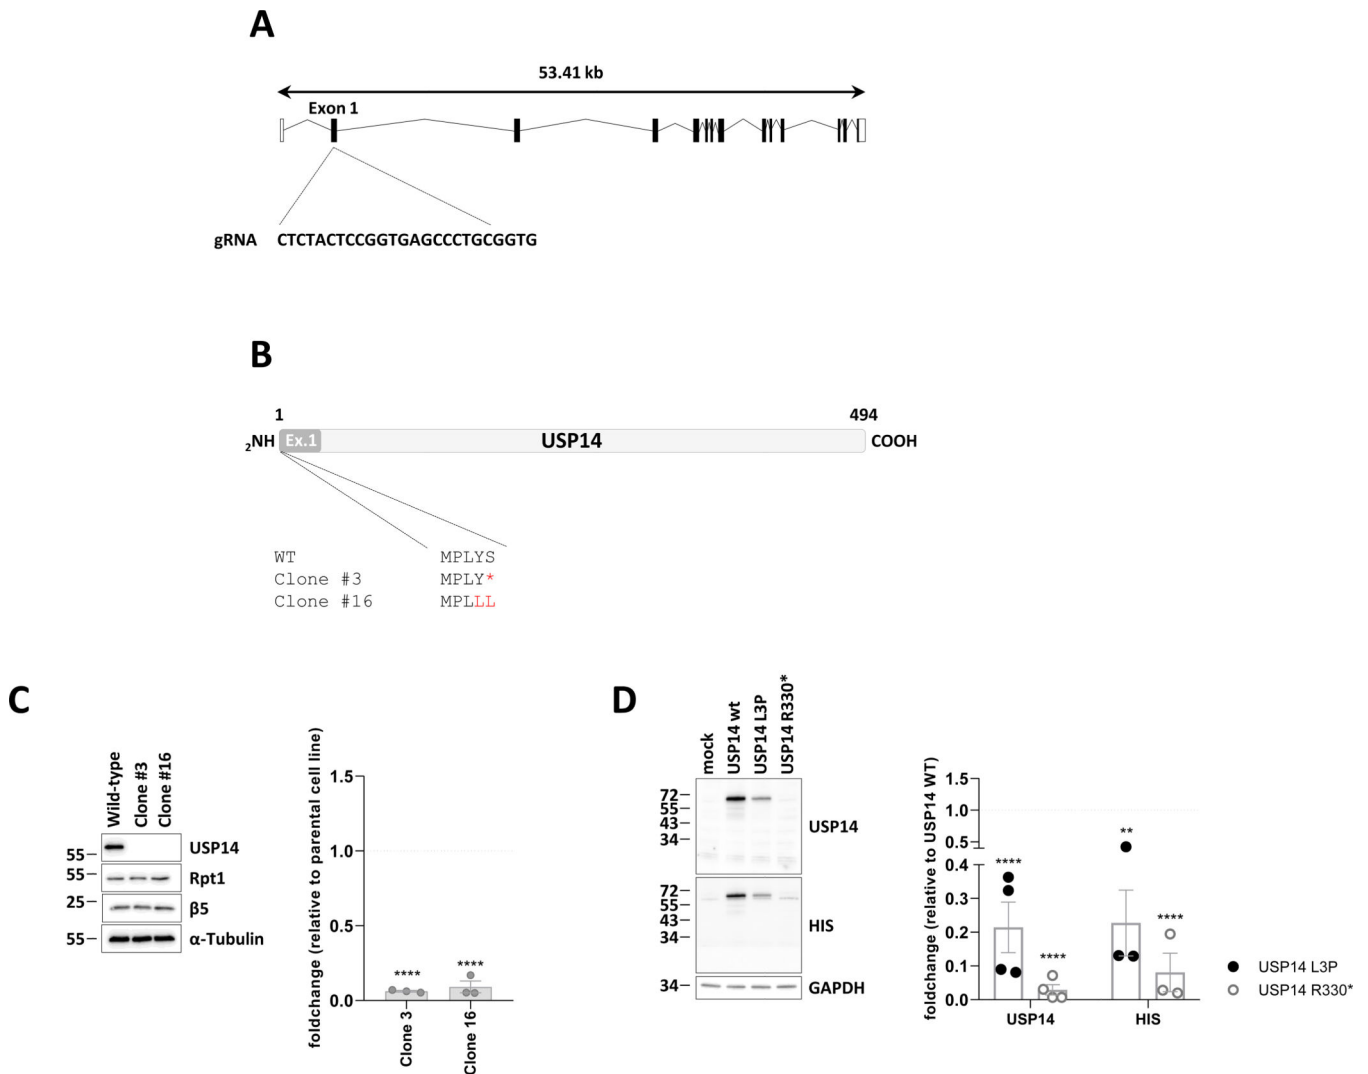 A
53.41 kb
Exon 1
gRNA CTCTACTCCGGTGAGCCCTGCGGTG
B
1 494
2NH Ex.1 USP14 COOH
WT MPLYS
Clone #3 MPLY*
Clone #16 MPLLL
C
Wild-type
Clone #3
Clone #16
55 USP14
55 Rpt1
25 β5
55 α-Tubulin
foldchange (relative to parental cell line)
1.5
1.0
0.5
0.0
****
****
Clone 3
Clone 16
D
mock
USP14 wt
USP14 L3P
USP14 R330*
72
55
43
34
USP14
72
55
43
34
HIS
34 GAPDH
foldchange (relative to USP14 WT)
1.5
1.0
0.5
0.4
0.3
0.2
0.1
0.0
****
****
**
****
USP14
HIS
USP14 L3P
USP14 R330*